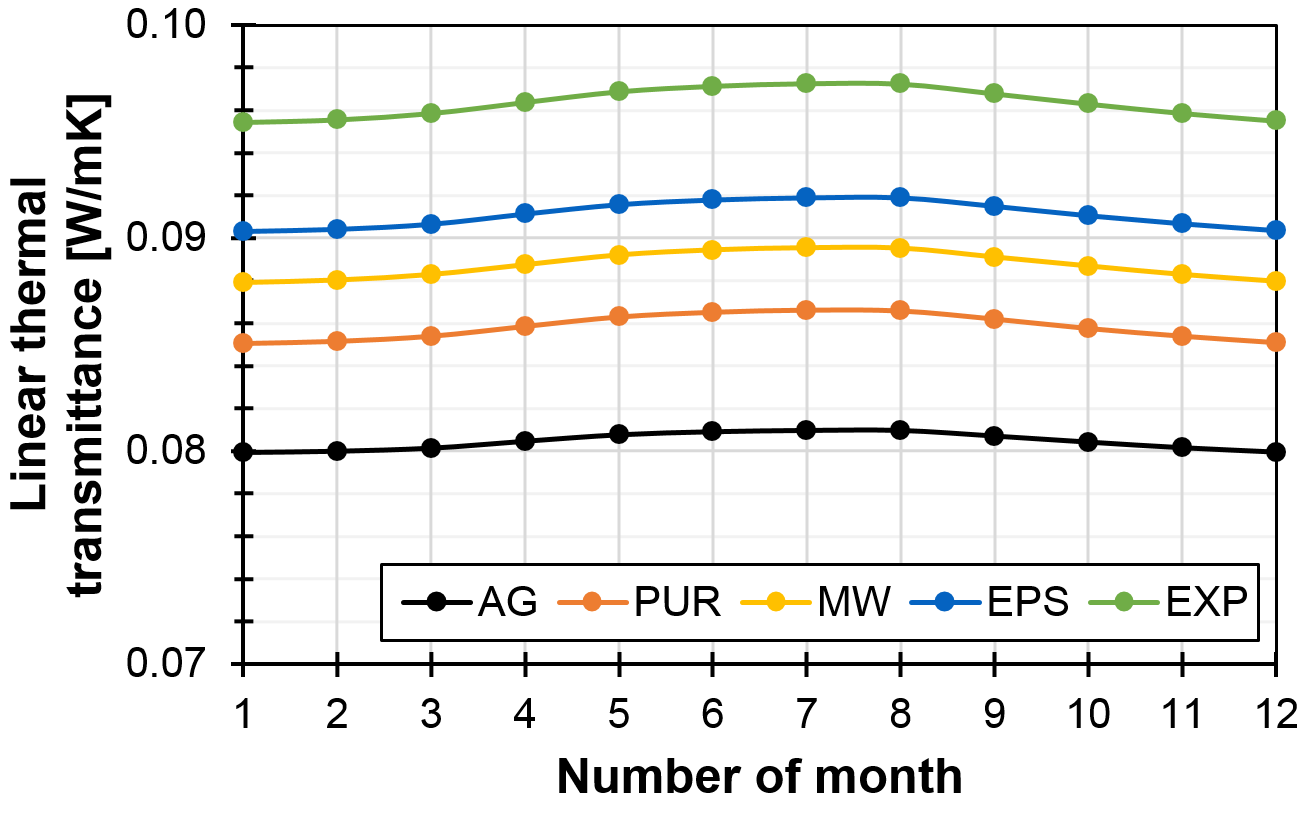 0.10
0.09
0.08
0.07
Linear thermal
transmittance [W/mK]
AG PUR MW EPS EXP
1 2 3 4 5 6 7 8 9 10 11 12
Number of month